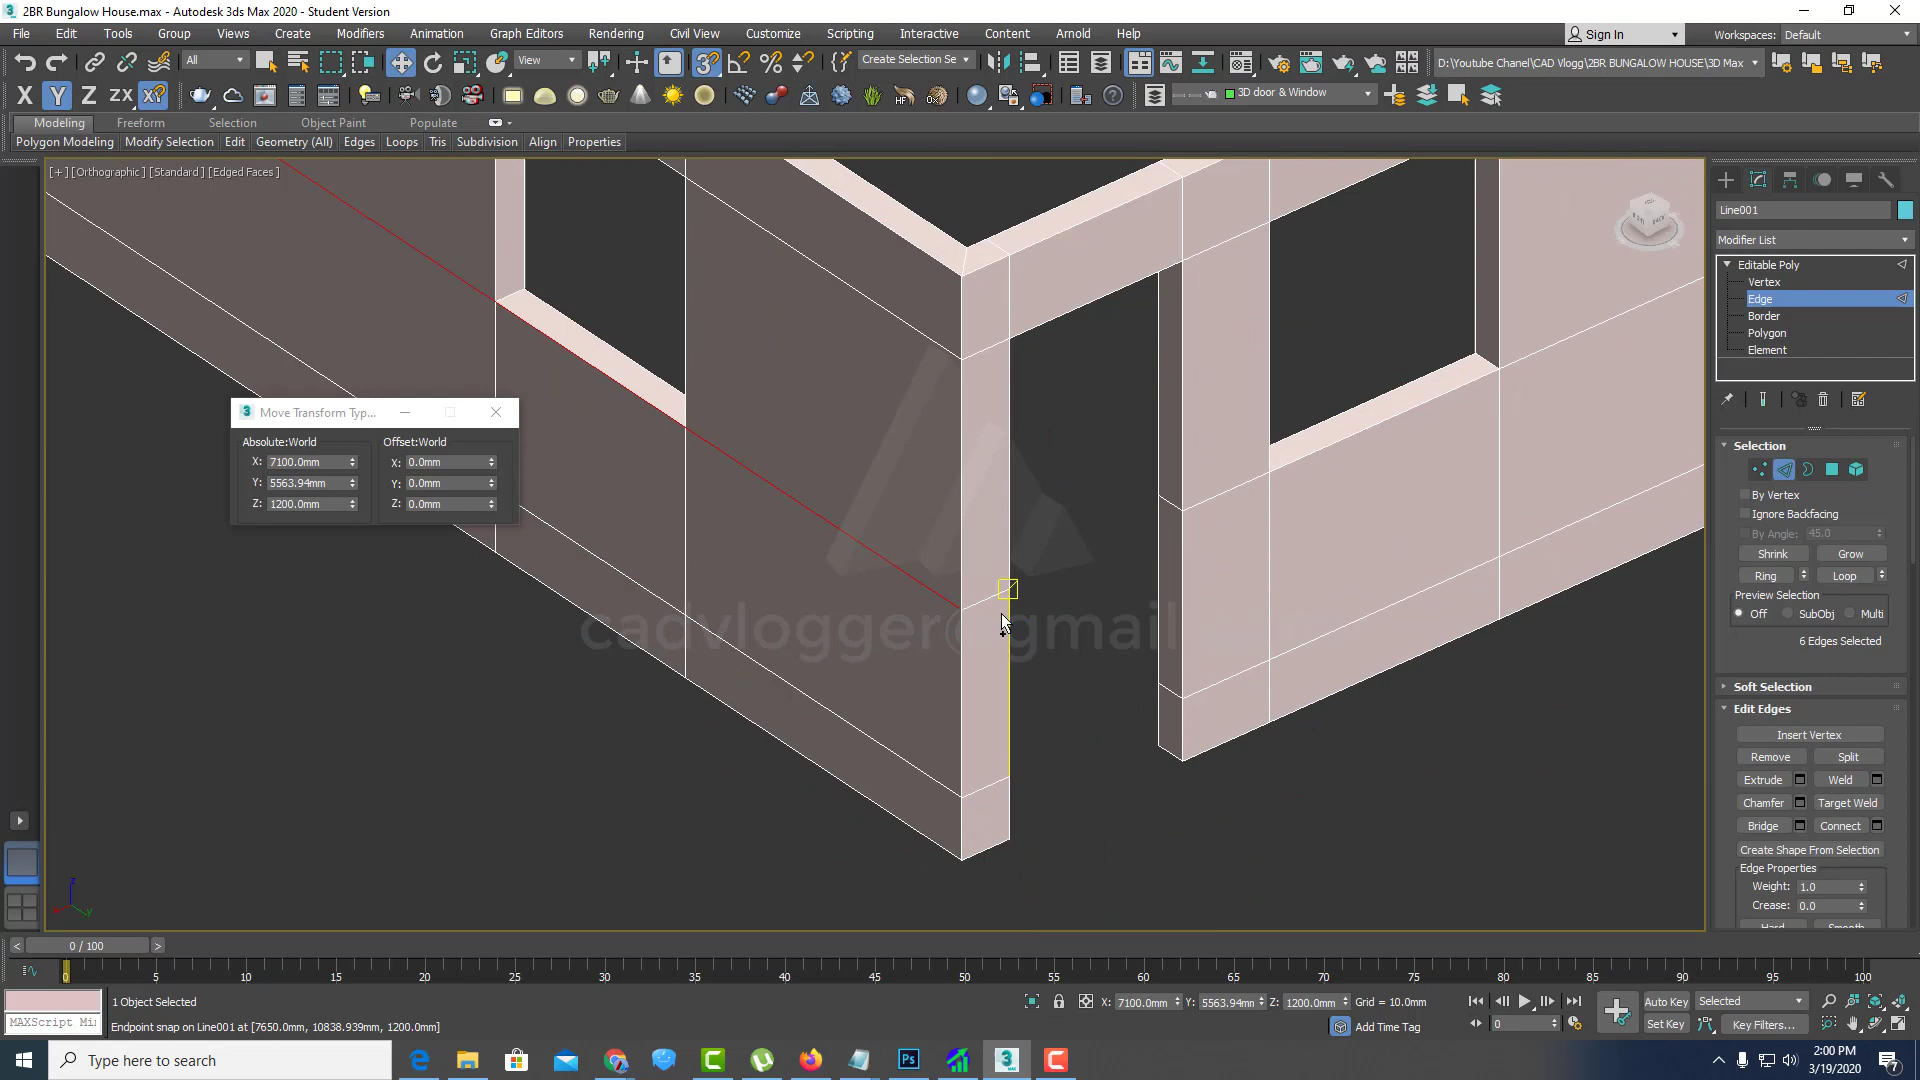 2BR Bungalow House.max - Autodesk 3ds Max 2020 - Student Version
File Edit Tools Group Views Create Modifiers Animation Graph Editors Rendering Civil View Customize Scripting Interactive Content Arnold Help
Sign In
Workspaces: Default
All
View
Create Selection Se
D:\Youtube Chanel\CAD Vlogg\2BR BUNGALOW HOUSE\3D Max
X Y Z ZX XY
HF
3D door & Window
Modeling Freeform Selection Object Paint Populate
Polygon Modeling Modify Selection Edit Geometry (All) Edges Loops Tris Subdivision Align Properties
[+] [Orthographic] [Standard] [Edged Faces]
Line001
Modifier List
Editable Poly
Vertex
Edge
Border
Polygon
Element
Move Transform Typ...
Absolute:World Offset:World
X: 7100.0mm X: 0.0mm
Y: 5563.94mm Y: 0.0mm
Z: 1200.0mm Z: 0.0mm
Selection
By Vertex
Ignore Backfacing
By Angle: 45.0
Shrink Grow
Ring Loop
Preview Selection
Off SubObj Multi
6 Edges Selected
Soft Selection
Edit Edges
Insert Vertex
Remove Split
Extrude Weld
Chamfer Target Weld
Bridge Connect
Create Shape From Selection
Edge Properties
Weight: 1.0
Crease: 0.0
Hard Smooth
cadvlogger@gmail
z
y
0 / 100
0 5 10 15 20 25 30 35 40 45 50 55 60 65 70 75 80 85 90 95 100
1 Object Selected
X: 7100.0mm Y: 5563.94mm Z: 1200.0mm Grid = 10.0mm
Auto Key Selected
MAXScript Mi
Endpoint snap on Line001 at [7650.0mm, 10838.939mm, 1200.0mm]
Add Time Tag
0
Set Key Key Filters...
Type here to search
Ps
3
MAX
2:00 PM
3/19/2020
7